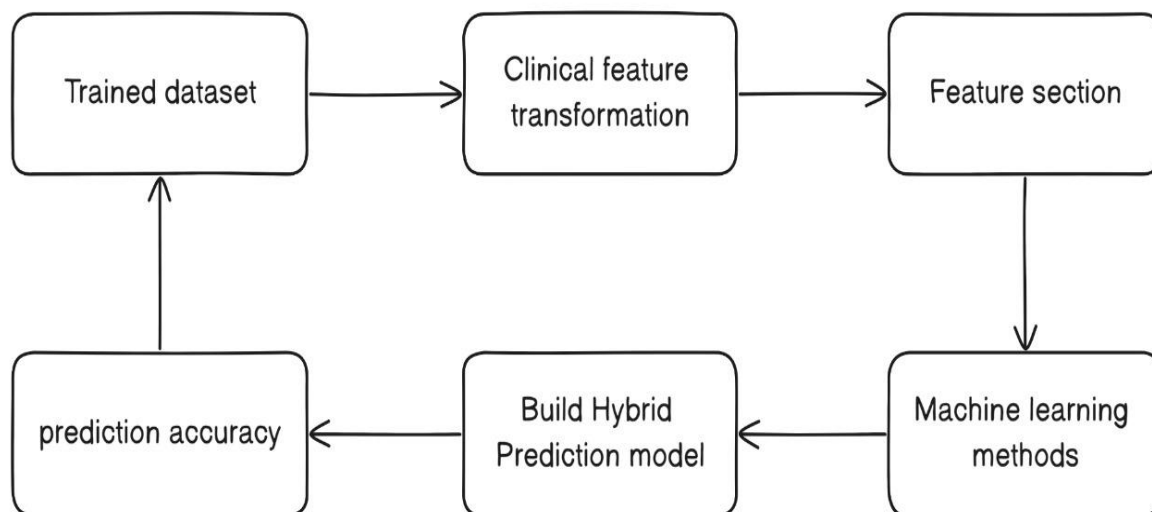 Trained dataset
Clinical feature
transformation
Feature section
Machine learning
methods
Build Hybrid
Prediction model
prediction accuracy